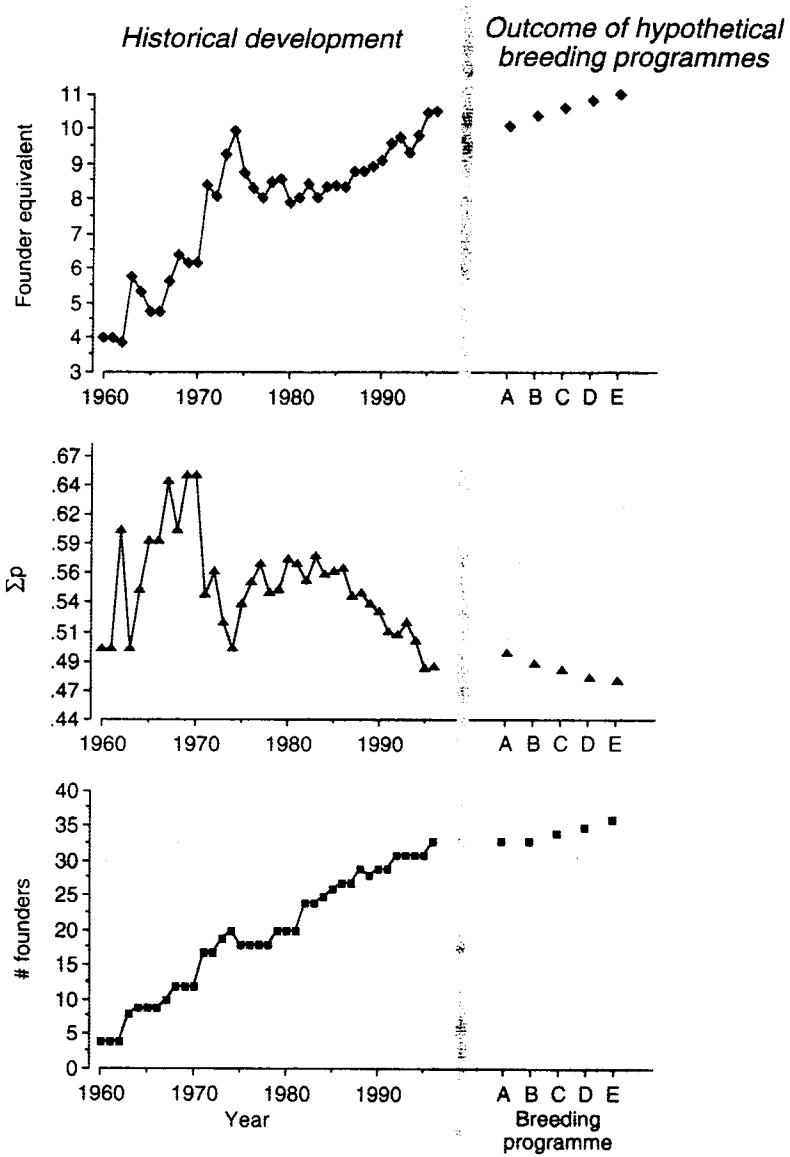 Historical development
Outcome of hypothetical
breeding programmes
11
10
9
8
7
6
5
4
3
Founder equivalent
1960 1970 1980 1990 A B C D E
.67
.64
.62
.59
.56
.54
.51
.49
.47
.44
Σp
1960 1970 1980 1990 A B C D E
40
35
30
25
20
15
10
5
0
# founders
1960 1970 1980 1990 A B C D E
Year Breeding
programme